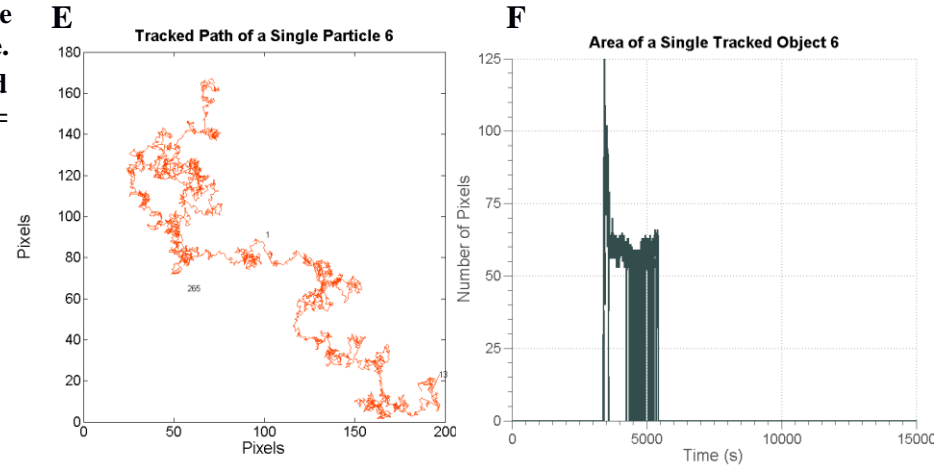 e
e.
d
=
E
Tracked Path of a Single Particle 6
180
160
140
120
100
80
60
40
20
0
Pixels
1
265
13
0
50
100
150
200
Pixels
F
Area of a Single Tracked Object 6
125
100
75
50
25
0
Number of Pixels
0
5000
10000
15000
Time (s)